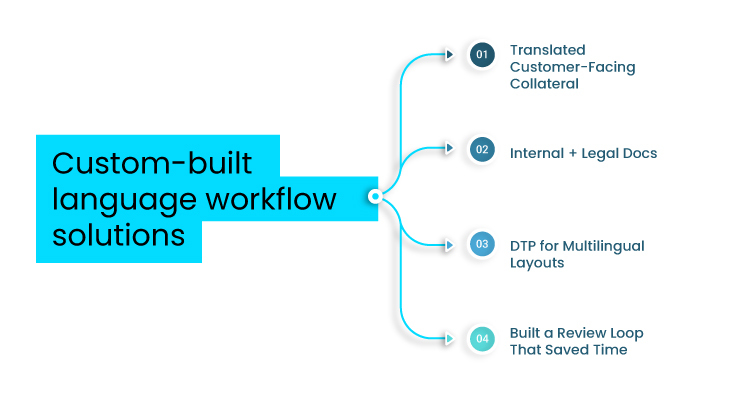 Custom-built
language workflow
solutions
01
Translated
Customer-Facing
Collateral
02
Internal + Legal Docs
03
DTP for Multilingual
Layouts
04
Built a Review Loop
That Saved Time